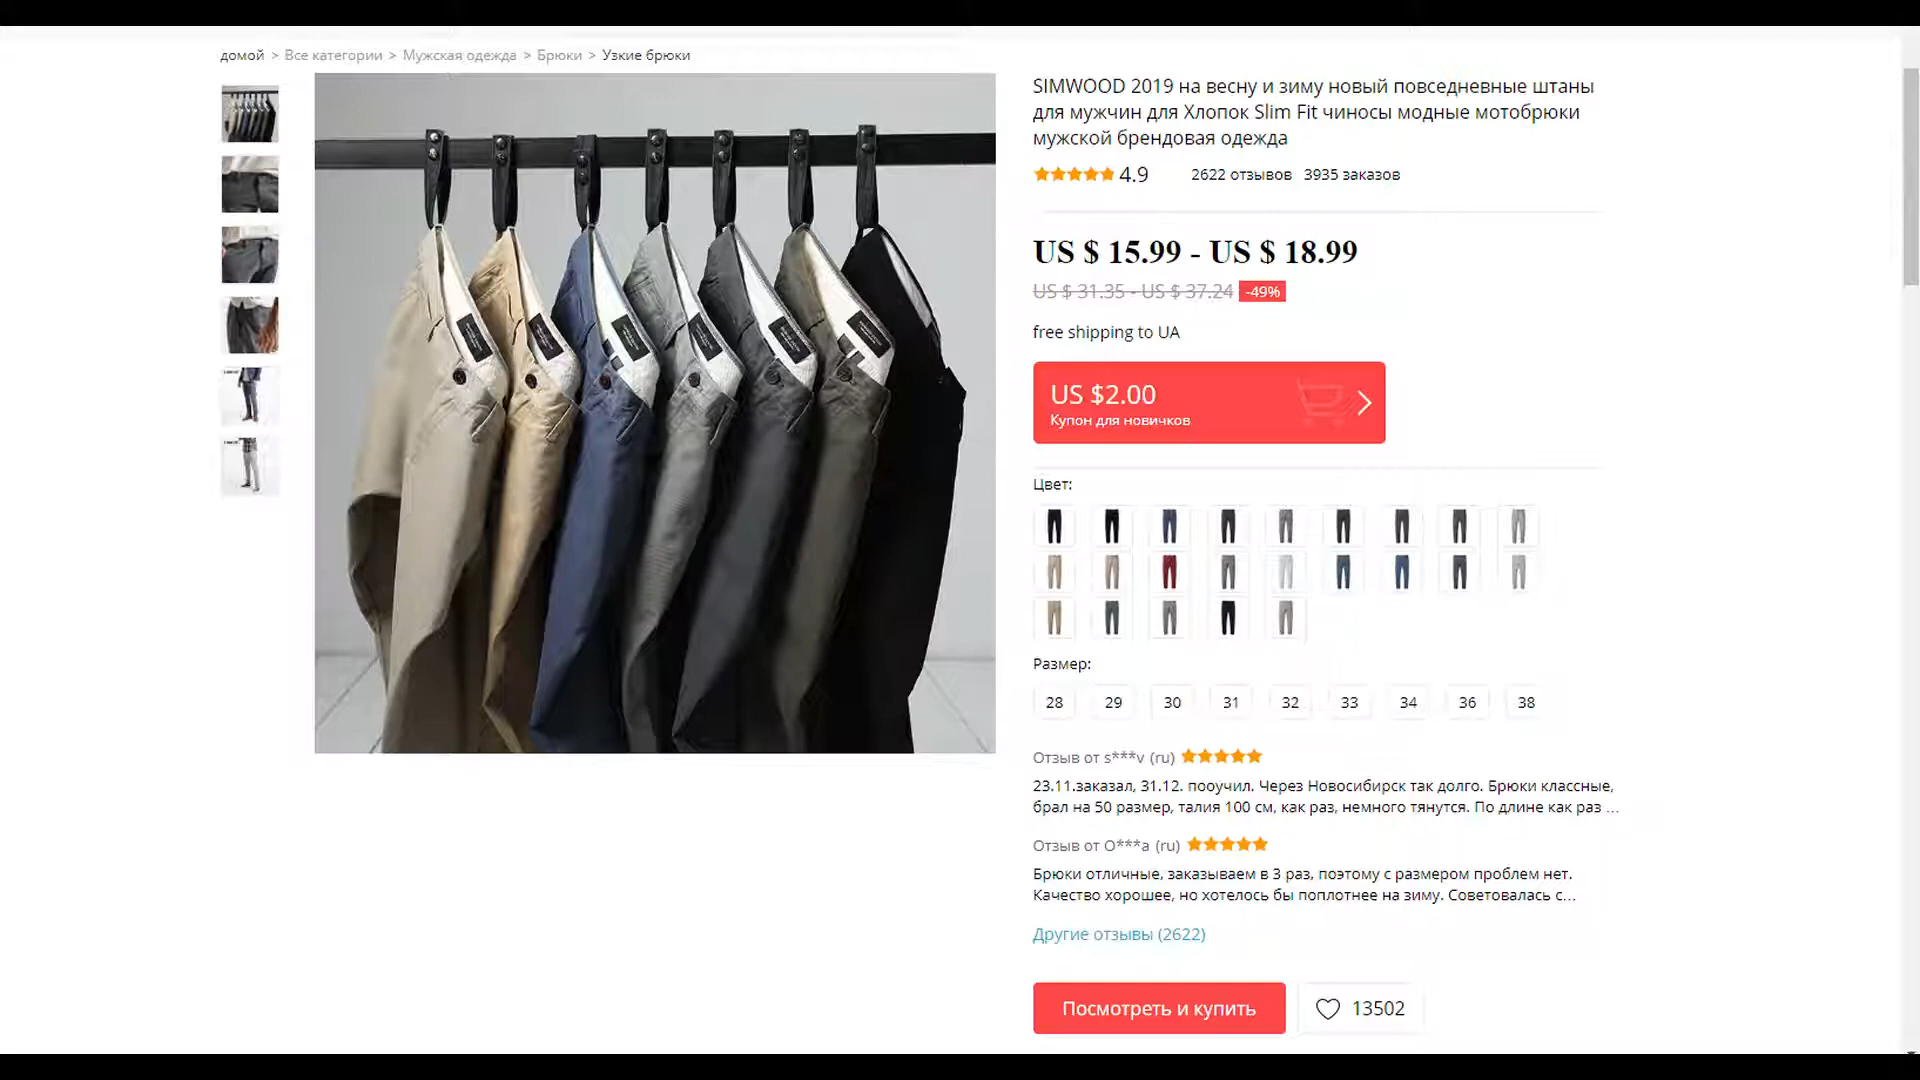 домой > Все категории > Мужская одежда > Брюки > Узкие брюки
SIMWOOD 2019 на весну и зиму новый повседневные штаны
для мужчин для Хлопок Slim Fit чиносы модные мотобрюки
мужской брендовая одежда
4.9 2622 отзывов 3935 заказов
US $ 15.99 - US $ 18.99
US $ 31.35 - US $ 37.24 -49%
free shipping to UA
US $2.00
Купон для новичков
Цвет:
Размер:
28 29 30 31 32 33 34 36 38
Отзыв от s***v (ru)
23.11.заказал, 31.12. пооучил. Через Новосибирск так долго. Брюки классные,
брал на 50 размер, талия 100 см, как раз, немного тянутся. По длине как раз ...
Отзыв от O***a (ru)
Брюки отличные, заказываем в 3 раз, поэтому с размером проблем нет.
Качество хорошее, но хотелось бы поплотнее на зиму. Советовалась с...
Другие отзывы (2622)
Посмотреть и купить 13502